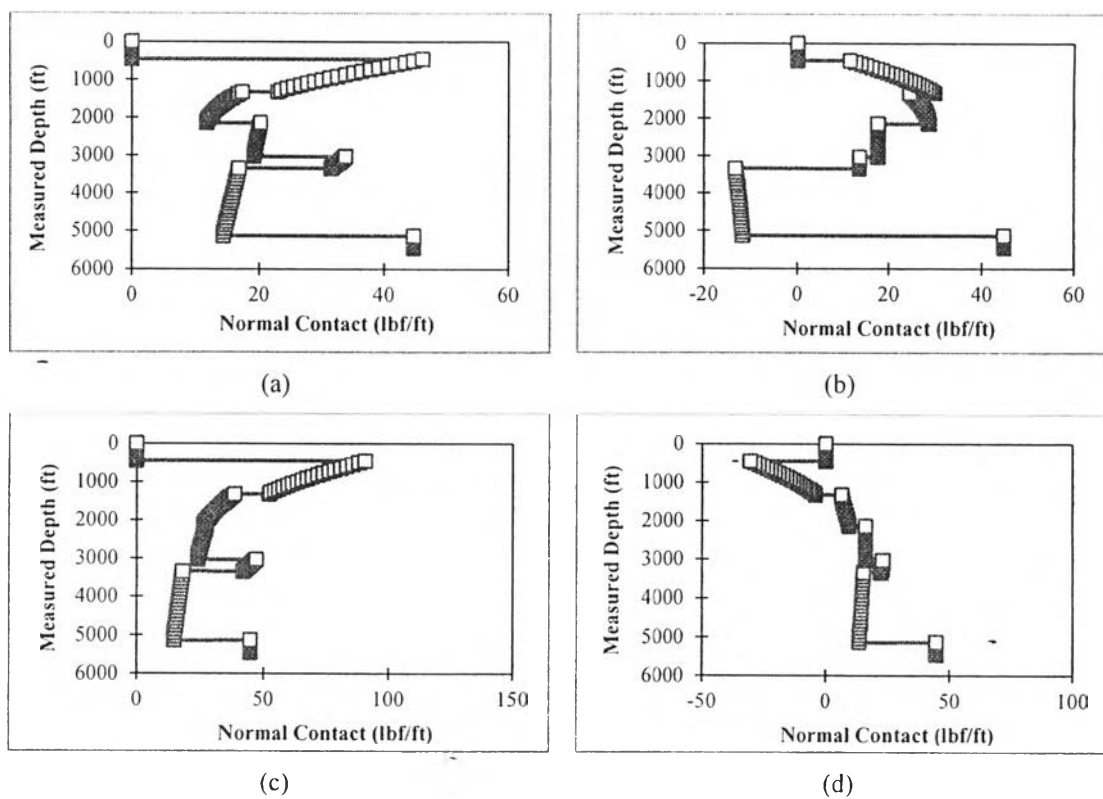 0
1000
2000
3000
4000
5000
6000
Measured Depth (ft)
0 20 40 60
Normal Contact (lbf/ft)
(a)
0
1000
2000
3000
4000
5000
6000
Measured Depth (ft)
-20 0 20 40 60
Normal Contact (lbf/ft)
(b)
0
1000
2000
3000
4000
5000
6000
Measured Depth (ft)
0 50 100 150
Normal Contact (lbf/ft)
(c)
0
1000
2000
3000
4000
5000
6000
Measured Depth (ft)
-50 0 50 100
Normal Contact (lbf/ft)
(d)